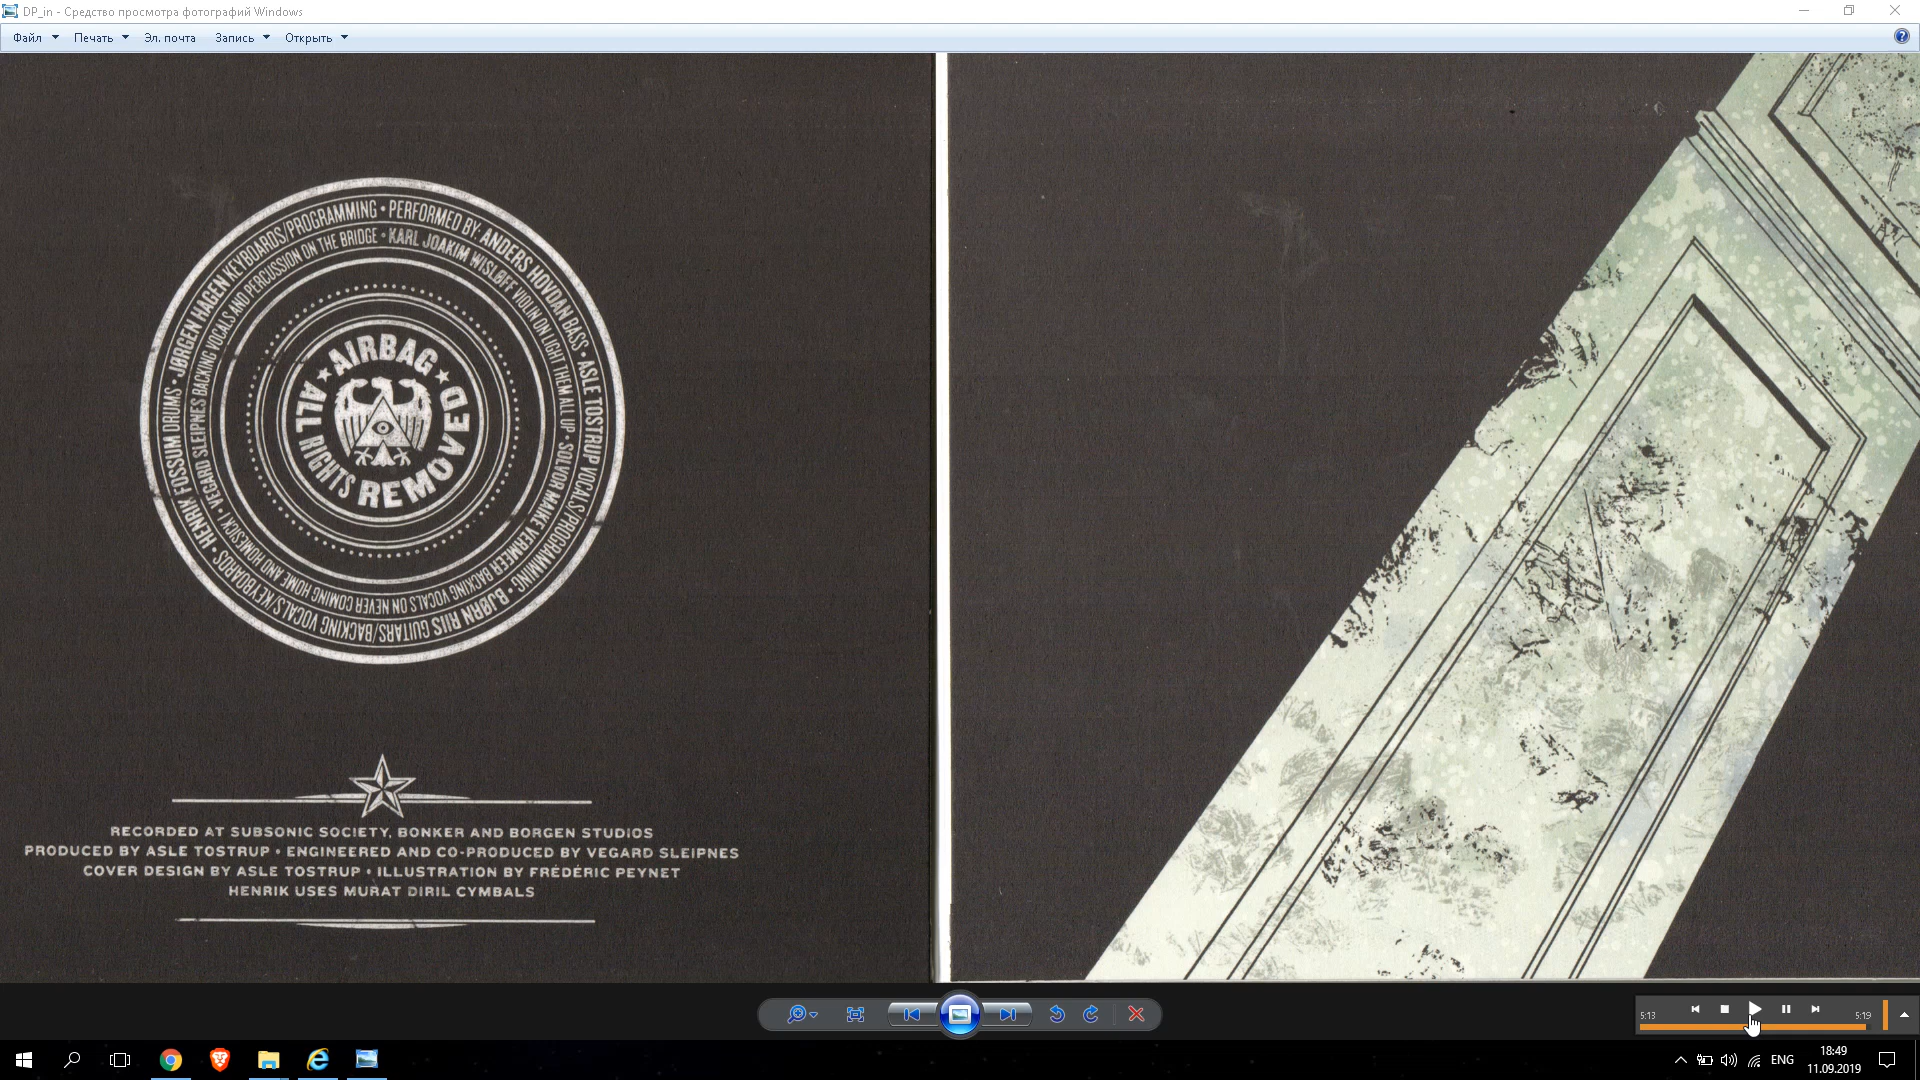 DP_in - Средство просмотра фотографий Windows
Файл Печать Эл. почта Запись Открыть
PERFORMED BY: ANDERS HOVDAN BASS • ASLE TOSTRUP VOCALS/PROGRAMMING • BJØRN RIIS GUITARS/BACKING VOCALS/KEYBOARDS • HENRIK FOSSUM DRUMS • JØRGEN HAGEN KEYBOARDS/PROGRAMMING •
KARL JOAKIM WISLØFF VIOLIN ON LIGHT THEM ALL UP • SOLVOR MAIKE VERMEER BACKING VOCALS ON NEVER COMING HOME AND HOMESICK I • VEGARD SLEIPNES BACKING VOCALS AND PERCUSSION ON THE BRIDGE •
AIRBAG
ALL RIGHTS REMOVED
RECORDED AT SUBSONIC SOCIETY, BONKER AND BORGEN STUDIOS
PRODUCED BY ASLE TOSTRUP • ENGINEERED AND CO-PRODUCED BY VEGARD SLEIPNES
COVER DESIGN BY ASLE TOSTRUP • ILLUSTRATION BY FRÉDÉRIC PEYNET
HENRIK USES MURAT DIRIL CYMBALS
5:13 5:19
ENG
18:49
11.09.2019